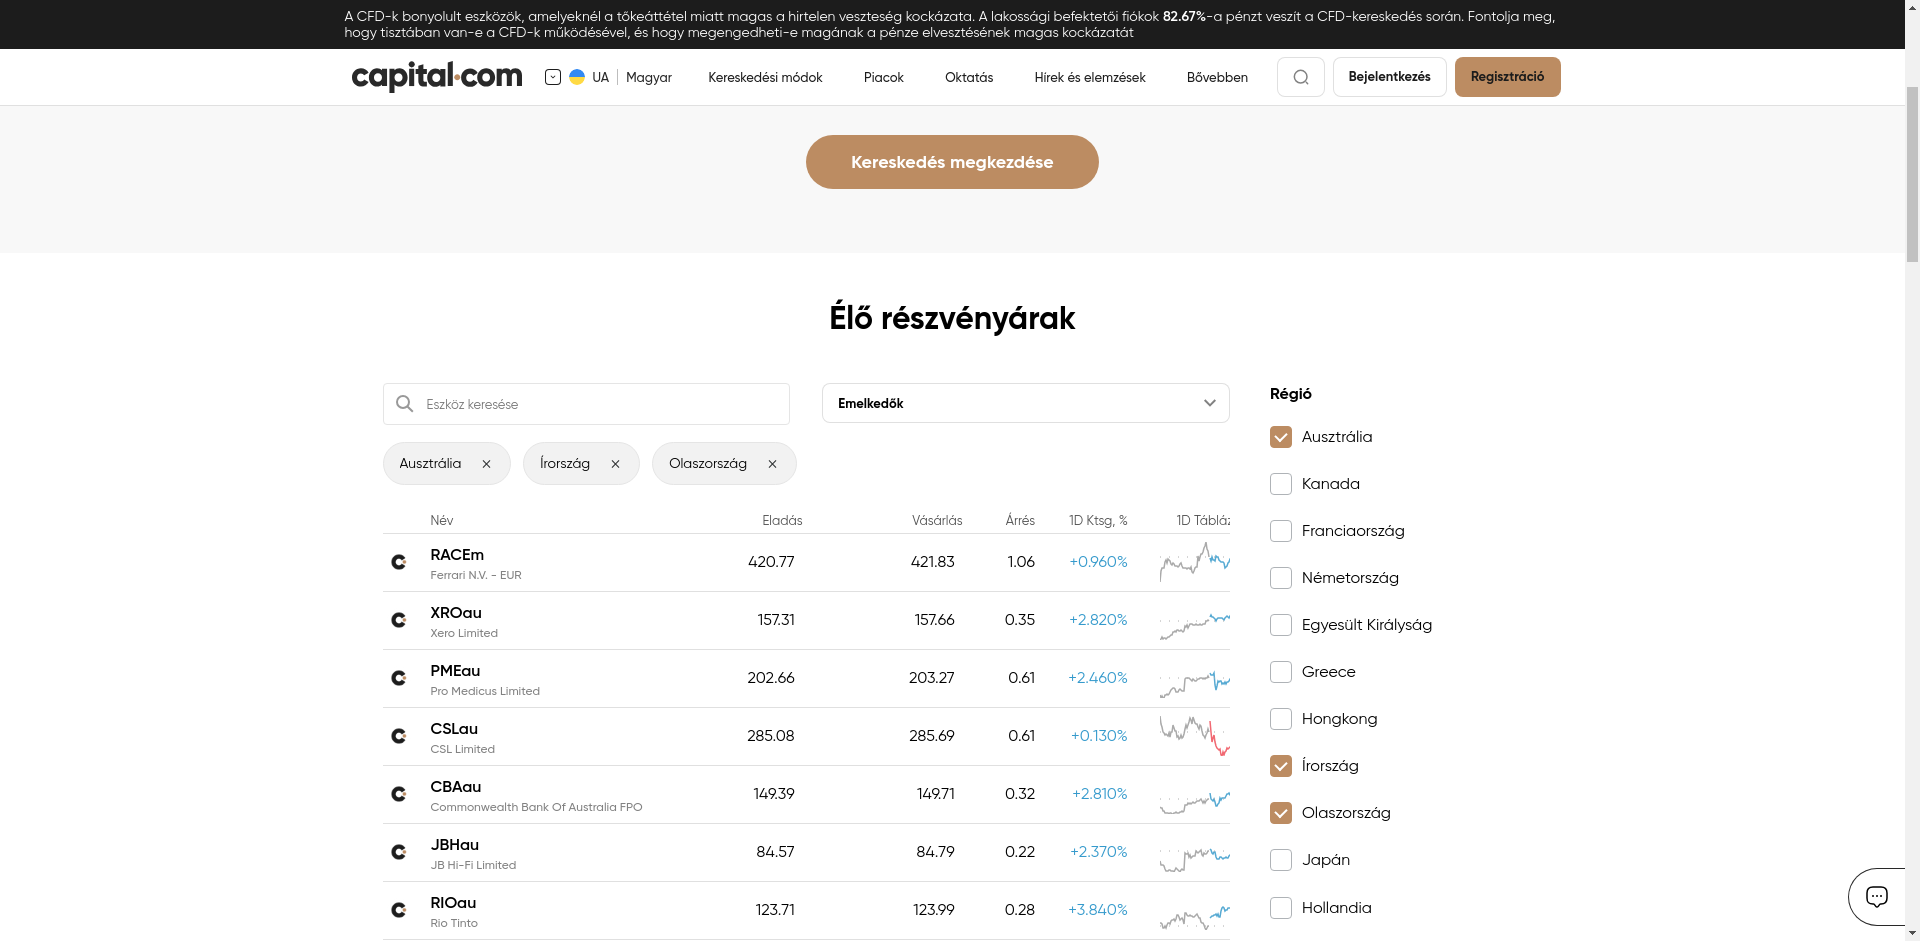 A CFD-k bonyolult eszközök, amelyeknél a tőkeáttétel miatt magas a hirtelen veszteség kockázata. A lakossági befektetői fiókok 82.67%-a pénzt veszít a CFD-kereskedés során. Fontolja meg,
hogy tisztában van-e a CFD-k működésével, és hogy megengedheti-e magának a pénze elvesztésének magas kockázatát
capital.com UA Magyar Kereskedési módok Piacok Oktatás Hírek és elemzések Bővebben Bejelentkezés Regisztráció
Kereskedés megkezdése
Élő részvényárak
Eszköz keresése
Emelkedők
Ausztrália × Írország × Olaszország ×
Név Eladás Vásárlás Árrés 1D Ktsg, % 1D Tábláz
RACEm 420.77 421.83 1.06 +0.960%
Ferrari N.V. - EUR
XROau 157.31 157.66 0.35 +2.820%
Xero Limited
PMEau 202.66 203.27 0.61 +2.460%
Pro Medicus Limited
CSLau 285.08 285.69 0.61 +0.130%
CSL Limited
CBAau 149.39 149.71 0.32 +2.810%
Commonwealth Bank Of Australia FPO
JBHau 84.57 84.79 0.22 +2.370%
JB Hi-Fi Limited
RIOau 123.71 123.99 0.28 +3.840%
Rio Tinto
Régió
Ausztrália
Kanada
Franciaország
Németország
Egyesült Királyság
Greece
Hongkong
Írország
Olaszország
Japán
Hollandia